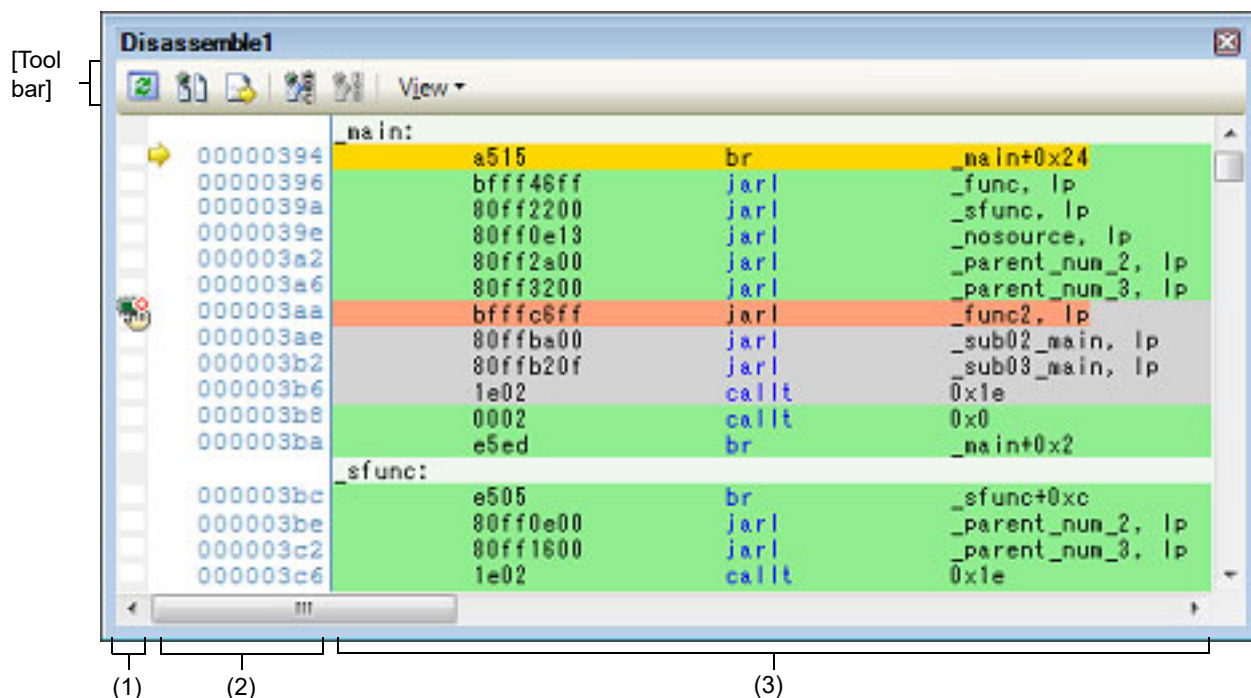 Disassemble1
[Tool
bar]
View
_main:
00000394 a515 br _main+0x24
00000396 bfff46ff jarl _func, lp
0000039a 80ff2200 jarl _sfunc, lp
0000039e 80ff0e13 jarl _nosource, lp
000003a2 80ff2a00 jarl _parent_num_2, lp
000003a6 80ff3200 jarl _parent_num_3, lp
000003aa bfffc6ff jarl _func2, lp
000003ae 80ffba00 jarl _sub02_main, lp
000003b2 80ffb20f jarl _sub03_main, lp
000003b6 1e02 callt 0x1e
000003b8 0002 callt 0x0
000003ba e5ed br _main+0x2
_sfunc:
000003bc e505 br _sfunc+0xc
000003be 80ff0e00 jarl _parent_num_2, lp
000003c2 80ff1600 jarl _parent_num_3, lp
000003c6 1e02 callt 0x1e
(1) (2) (3)